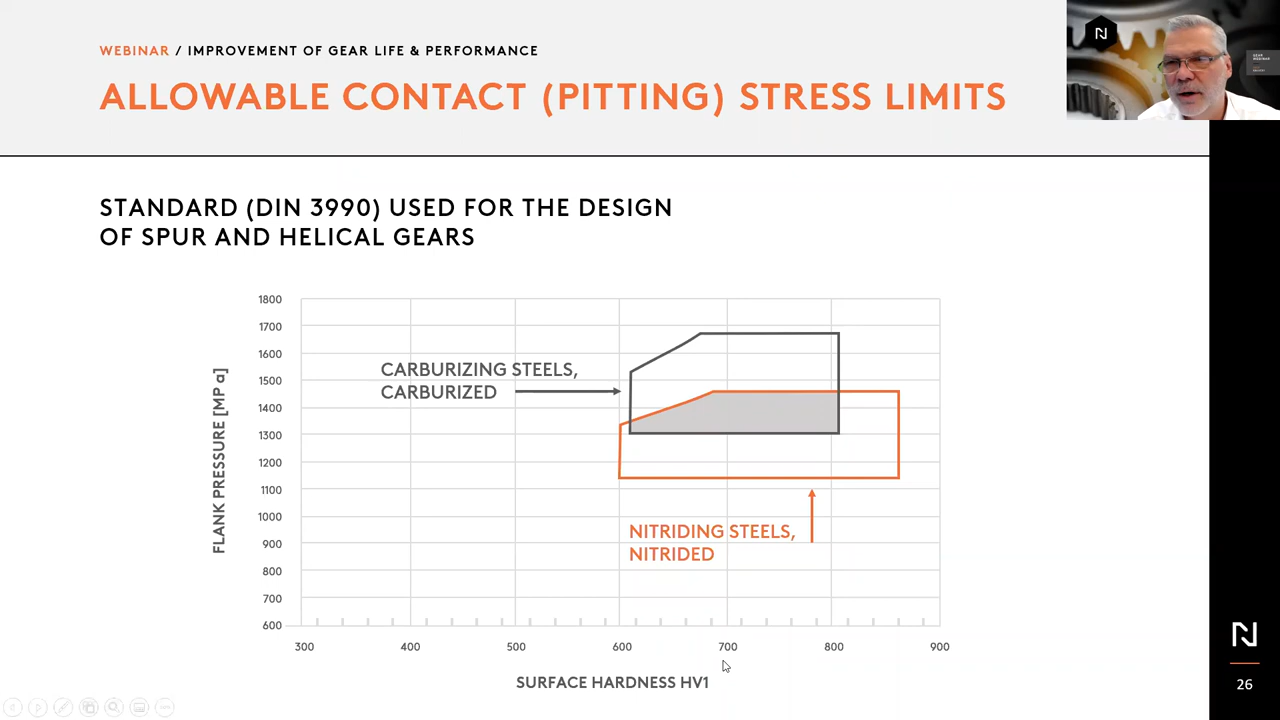 WEBINAR / IMPROVEMENT OF GEAR LIFE & PERFORMANCE
ALLOWABLE CONTACT (PITTING) STRESS LIMITS
STANDARD (DIN 3990) USED FOR THE DESIGN
OF SPUR AND HELICAL GEARS
1800
1700
1600
1500
1400
1300
1200
1100
1000
900
800
700
600
FLANK PRESSURE [MP a]
CARBURIZING STEELS,
CARBURIZED
NITRIDING STEELS,
NITRIDED
300 400 500 600 700 800 900
SURFACE HARDNESS HV1
N
26
GEAR
WEBINAR